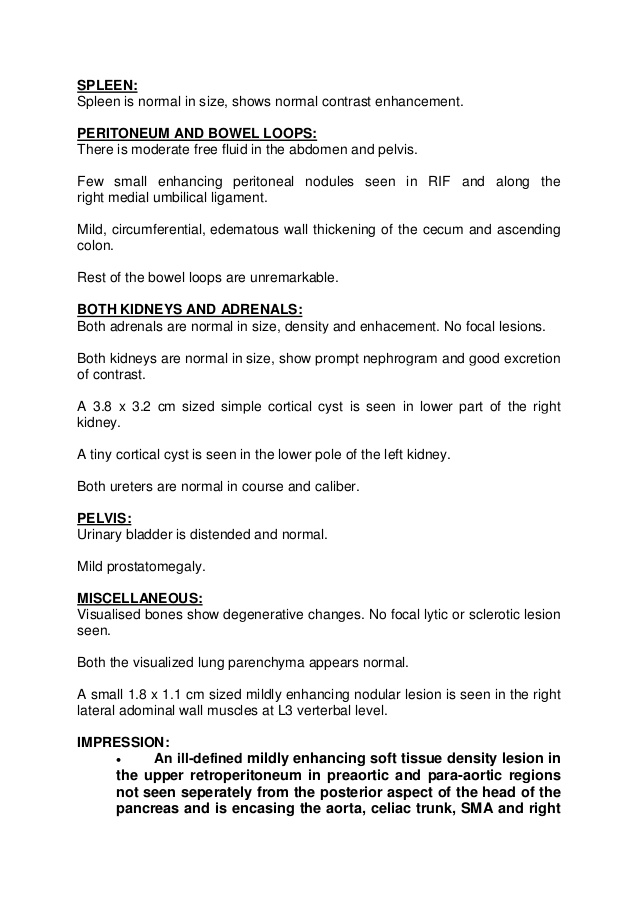 SPLEEN:
Spleen is normal in size, shows normal contrast enhancement.
PERITONEUM AND BOWEL LOOPS:
There is moderate free fluid in the abdomen and pelvis.
Few small enhancing peritoneal nodules seen in RIF and along the
right medial umbilical ligament.
Mild, circumferential, edematous wall thickening of the cecum and ascending
colon.
Rest of the bowel loops are unremarkable.
BOTH KIDNEYS AND ADRENALS:
Both adrenals are normal in size, density and enhacement. No focal lesions.
Both kidneys are normal in size, show prompt nephrogram and good excretion
of contrast.
A 3.8 x 3.2 cm sized simple cortical cyst is seen in lower part of the right
kidney.
A tiny cortical cyst is seen in the lower pole of the left kidney.
Both ureters are normal in course and caliber.
PELVIS:
Urinary bladder is distended and normal.
Mild prostatomegaly.
MISCELLANEOUS:
Visualised bones show degenerative changes. No focal lytic or sclerotic lesion
seen.
Both the visualized lung parenchyma appears normal.
A small 1.8 x 1.1 cm sized mildly enhancing nodular lesion is seen in the right
lateral adominal wall muscles at L3 verterbal level.
IMPRESSION:
• An ill-defined mildly enhancing soft tissue density lesion in
the upper retroperitoneum in preaortic and para-aortic regions
not seen seperately from the posterior aspect of the head of the
pancreas and is encasing the aorta, celiac trunk, SMA and right